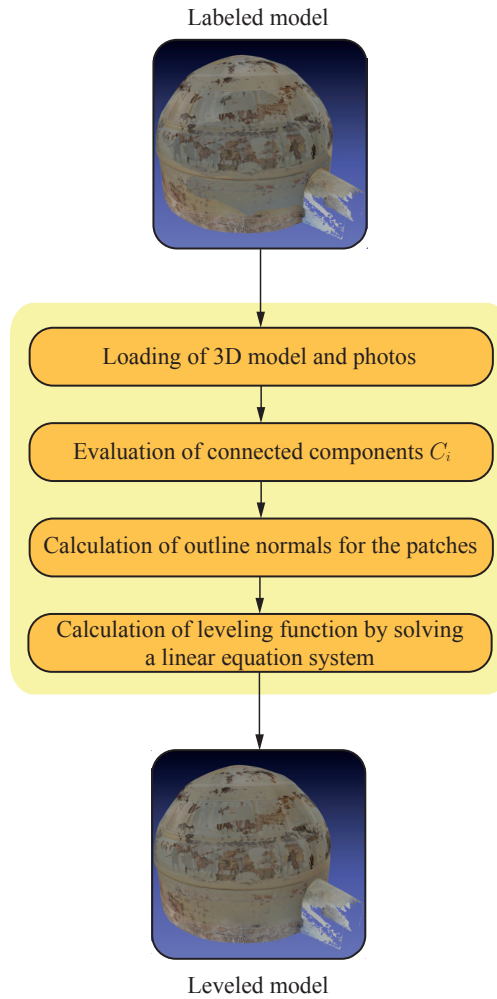 Labeled model
Loading of 3D model and photos
Evaluation of connected components C_i
Calculation of outline normals for the patches
Calculation of leveling function by solving
a linear equation system
Leveled model